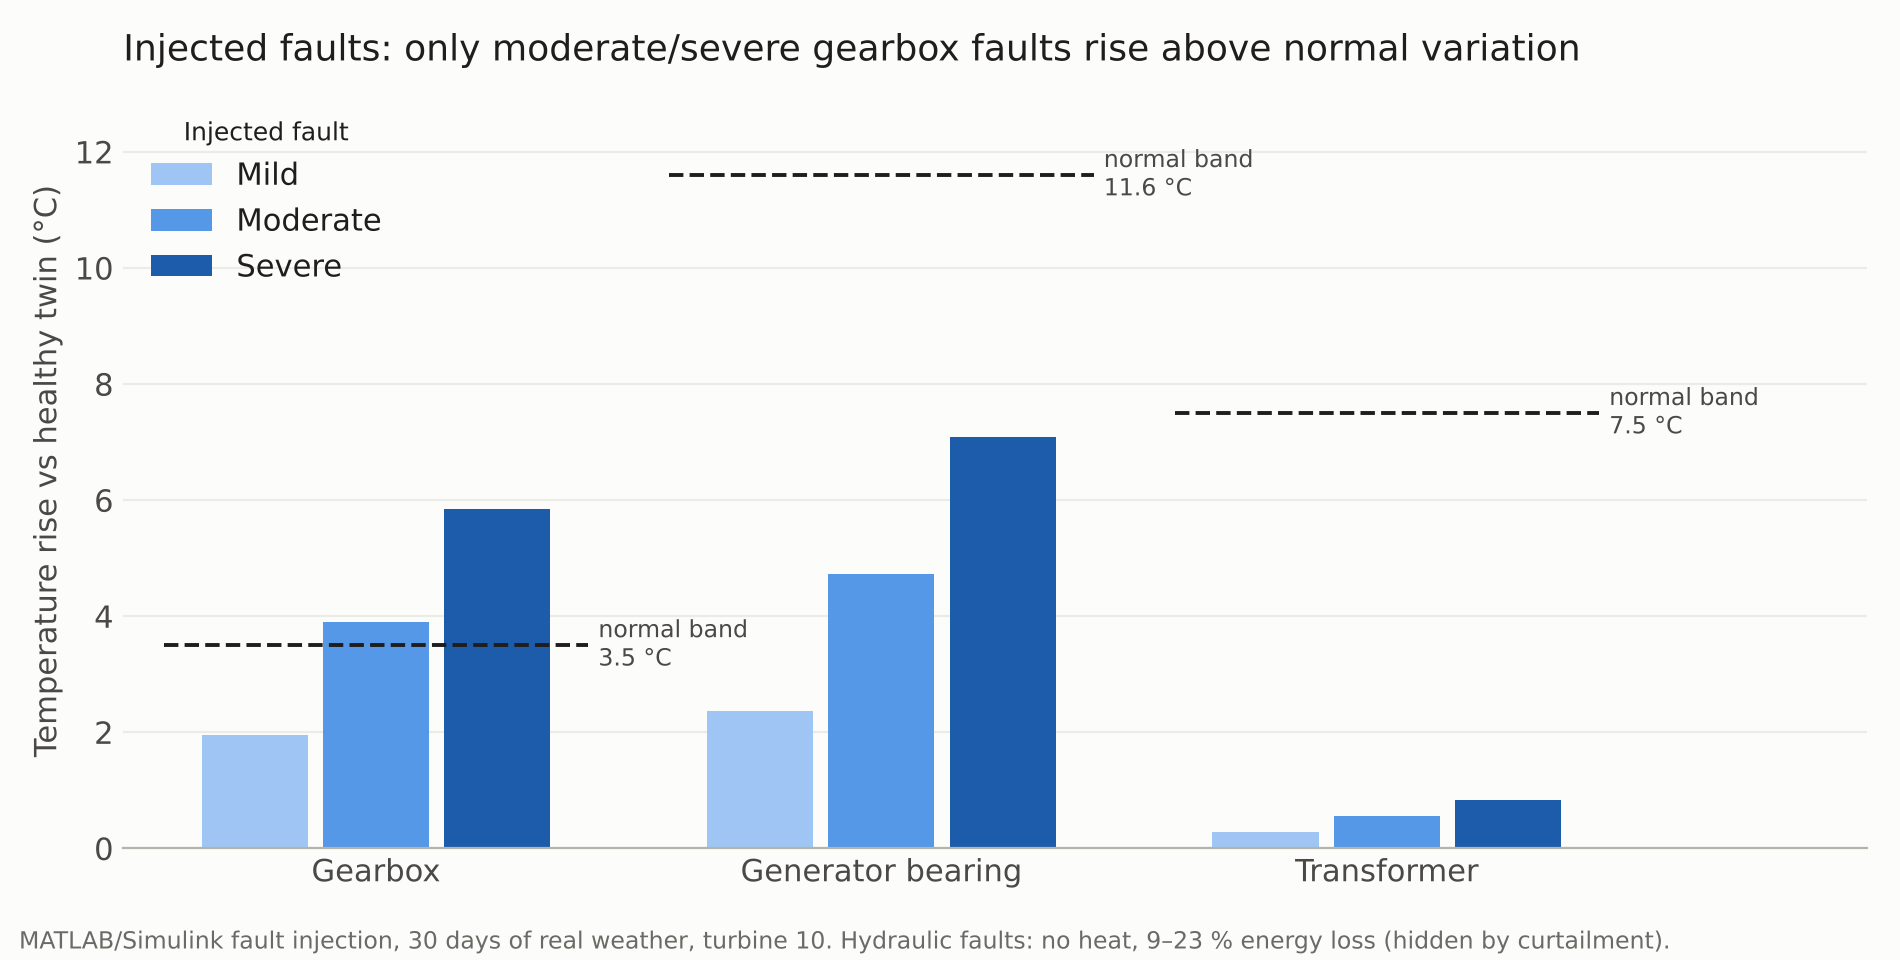 Injected faults: only moderate/severe gearbox faults rise above normal variation
Injected fault
Mild
Moderate
Severe
Temperature rise vs healthy twin (°C)
12
10
8
6
4
2
0
normal band
3.5 °C
normal band
11.6 °C
normal band
7.5 °C
Gearbox
Generator bearing
Transformer
MATLAB/Simulink fault injection, 30 days of real weather, turbine 10. Hydraulic faults: no heat, 9–23 % energy loss (hidden by curtailment).